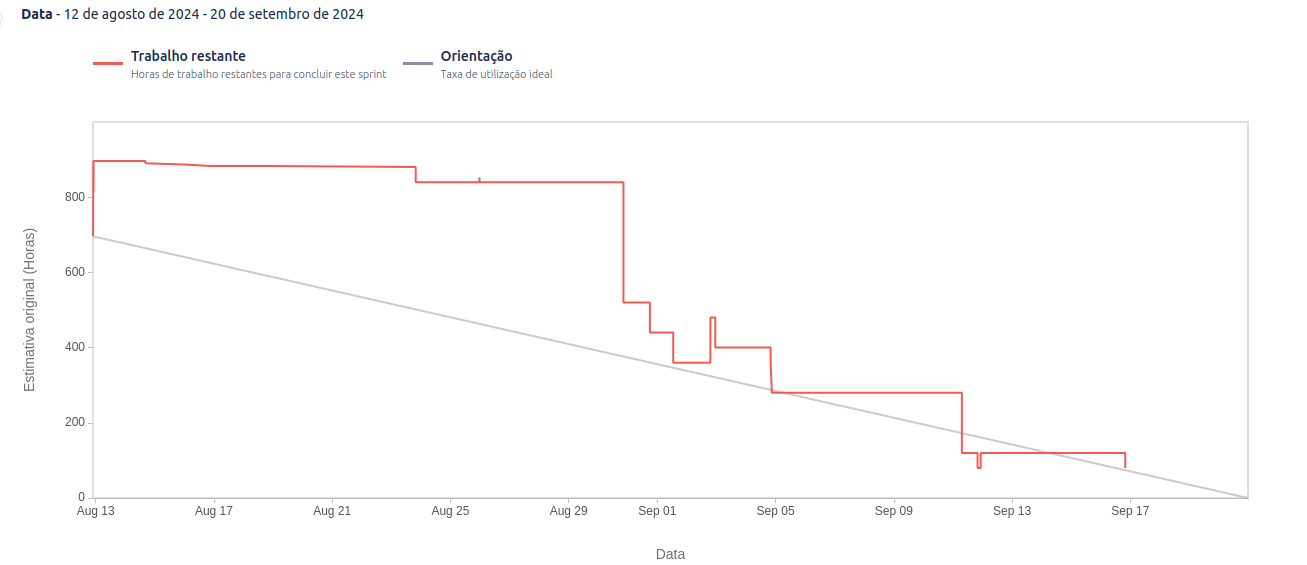 Data - 12 de agosto de 2024 - 20 de setembro de 2024
Trabalho restante
Horas de trabalho restantes para concluir este sprint
Orientação
Taxa de utilização ideal
Estimativa original (Horas)
800
600
400
200
0
Aug 13 Aug 17 Aug 21 Aug 25 Aug 29 Sep 01 Sep 05 Sep 09 Sep 13 Sep 17
Data